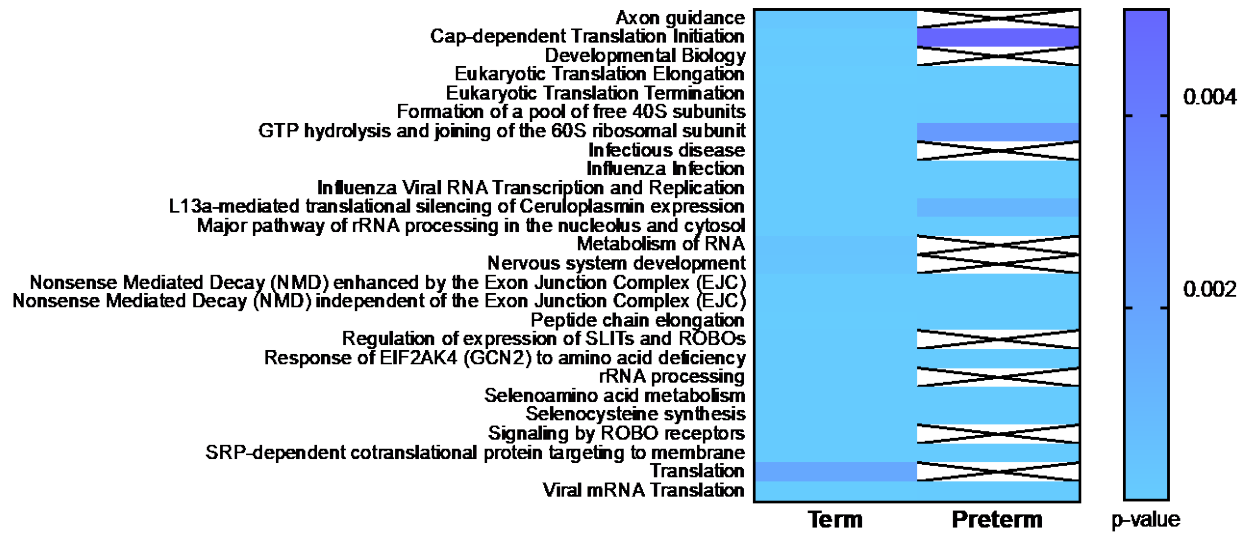 Axon guidance
Cap-dependent Translation Initiation
Developmental Biology
Eukaryotic Translation Elongation
Eukaryotic Translation Termination
Formation of a pool of free 40S subunits
GTP hydrolysis and joining of the 60S ribosomal subunit
Infectious disease
Influenza Infection
Influenza Viral RNA Transcription and Replication
L13a-mediated translational silencing of Ceruloplasmin expression
Major pathway of rRNA processing in the nucleolus and cytosol
Metabolism of RNA
Nervous system development
Nonsense Mediated Decay (NMD) enhanced by the Exon Junction Complex (EJC)
Nonsense Mediated Decay (NMD) independent of the Exon Junction Complex (EJC)
Peptide chain elongation
Regulation of expression of SLITs and ROBOs
Response of EIF2AK4 (GCN2) to amino acid deficiency
rRNA processing
Selenoamino acid metabolism
Selenocysteine synthesis
Signaling by ROBO receptors
SRP-dependent cotranslational protein targeting to membrane
Translation
Viral mRNA Translation
Term Preterm
0.004
0.002
p-value